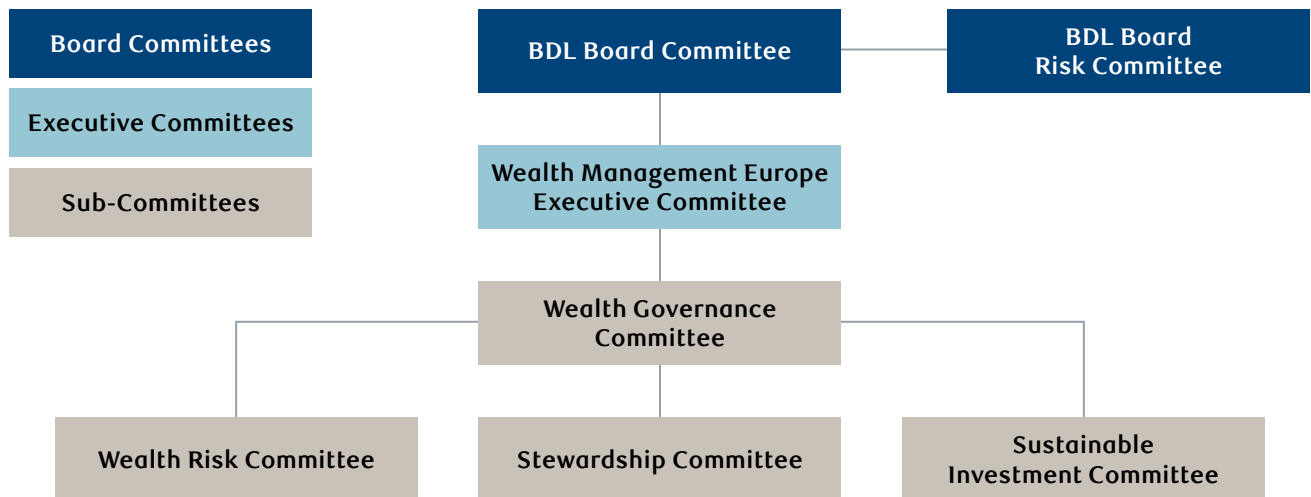 Board Committees
Executive Committees
Sub-Committees
BDL Board Committee
BDL Board
Risk Committee
Wealth Management Europe
Executive Committee
Wealth Governance
Committee
Wealth Risk Committee
Stewardship Committee
Sustainable
Investment Committee